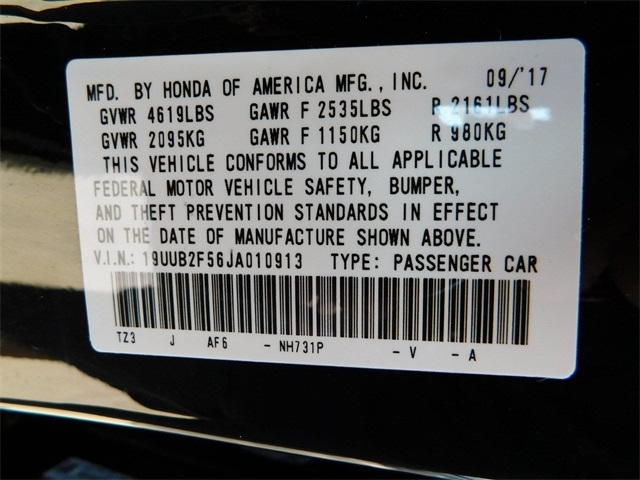 MFD. BY HONDA OF AMERICA MFG., INC. 09/'17
GVWR 4619LBS GAWR F 2535LBS R 2161LBS
GVWR 2095KG GAWR F 1150KG R 980KG
THIS VEHICLE CONFORMS TO ALL APPLICABLE
FEDERAL MOTOR VEHICLE SAFETY, BUMPER,
AND THEFT PREVENTION STANDARDS IN EFFECT
ON THE DATE OF MANUFACTURE SHOWN ABOVE.
V.I.N.: 19UUB2F56JA010913 TYPE: PASSENGER CAR
TZ3 J AF6 - NH731P - V - A